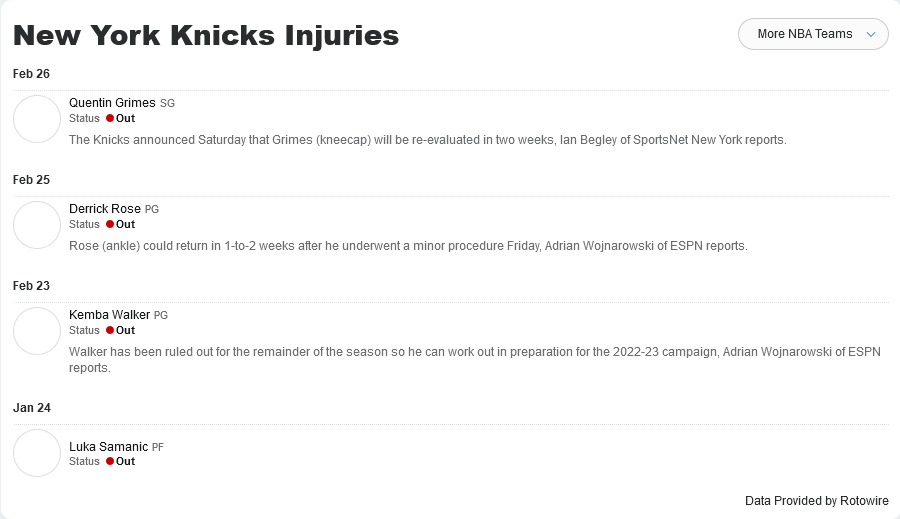 New York Knicks Injuries
More NBA Teams
Feb 26
Quentin Grimes SG
Status Out
The Knicks announced Saturday that Grimes (kneecap) will be re-evaluated in two weeks, Ian Begley of SportsNet New York reports.
Feb 25
Derrick Rose PG
Status Out
Rose (ankle) could return in 1-to-2 weeks after he underwent a minor procedure Friday, Adrian Wojnarowski of ESPN reports.
Feb 23
Kemba Walker PG
Status Out
Walker has been ruled out for the remainder of the season so he can work out in preparation for the 2022-23 campaign, Adrian Wojnarowski of ESPN
reports.
Jan 24
Luka Samanic PF
Status Out
Data Provided by Rotowire